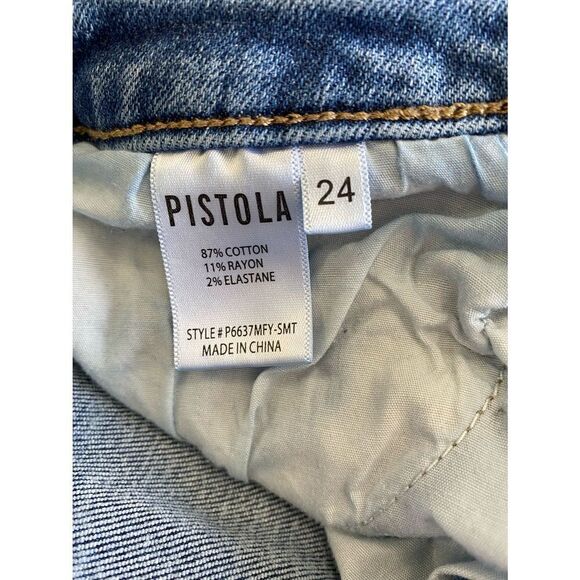 PISTOLA
24
87% COTTON
11% RAYON
2% ELASTANE
STYLE # P6637MFY-SMT
MADE IN CHINA